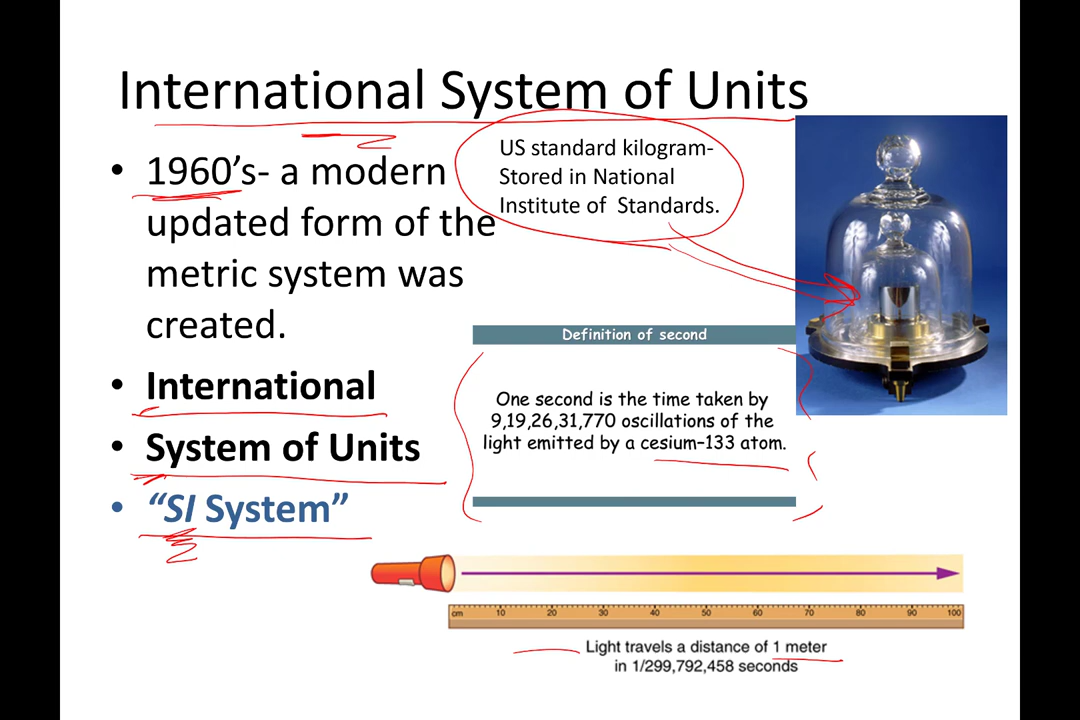 International System of Units
• 1960's- a modern
updated form of the
metric system was
created.
• International
• System of Units
• “SI System”
US standard kilogram-
Stored in National
Institute of Standards.
Definition of second
One second is the time taken by
9,19,26,31,770 oscillations of the
light emitted by a cesium-133 atom.
cm 10 20 30 40 50 60 70 80 90 100
Light travels a distance of 1 meter
in 1/299,792,458 seconds